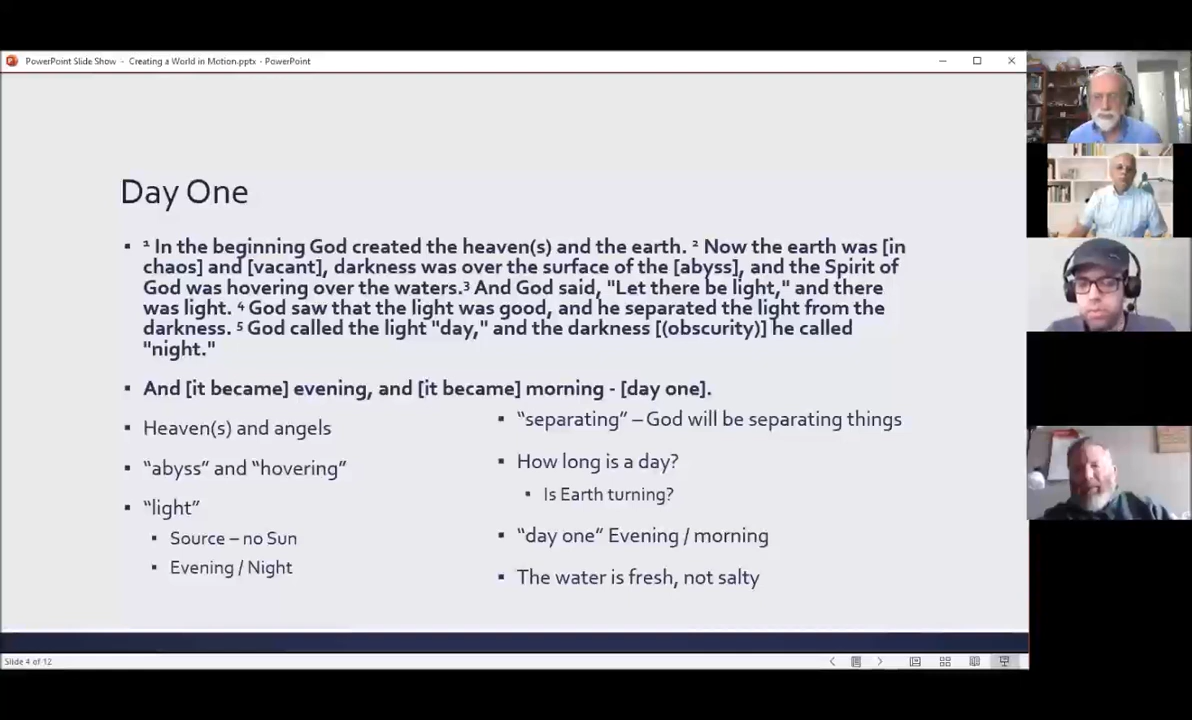 PowerPoint Slide Show - Creating a World in Motion.pptx - PowerPoint
Day One
▪ ¹ In the beginning God created the heaven(s) and the earth. ² Now the earth was [in
chaos] and [vacant], darkness was over the surface of the [abyss], and the Spirit of
God was hovering over the waters.³ And God said, "Let there be light," and there
was light. ⁴ God saw that the light was good, and he separated the light from the
darkness. ⁵ God called the light "day," and the darkness [(obscurity)] he called
"night."
▪ And [it became] evening, and [it became] morning - [day one].
▪ Heaven(s) and angels
▪ “abyss” and “hovering”
▪ “light”
▪ Source – no Sun
▪ Evening / Night
▪ “separating” – God will be separating things
▪ How long is a day?
▪ Is Earth turning?
▪ “day one” Evening / morning
▪ The water is fresh, not salty
Slide 4 of 12